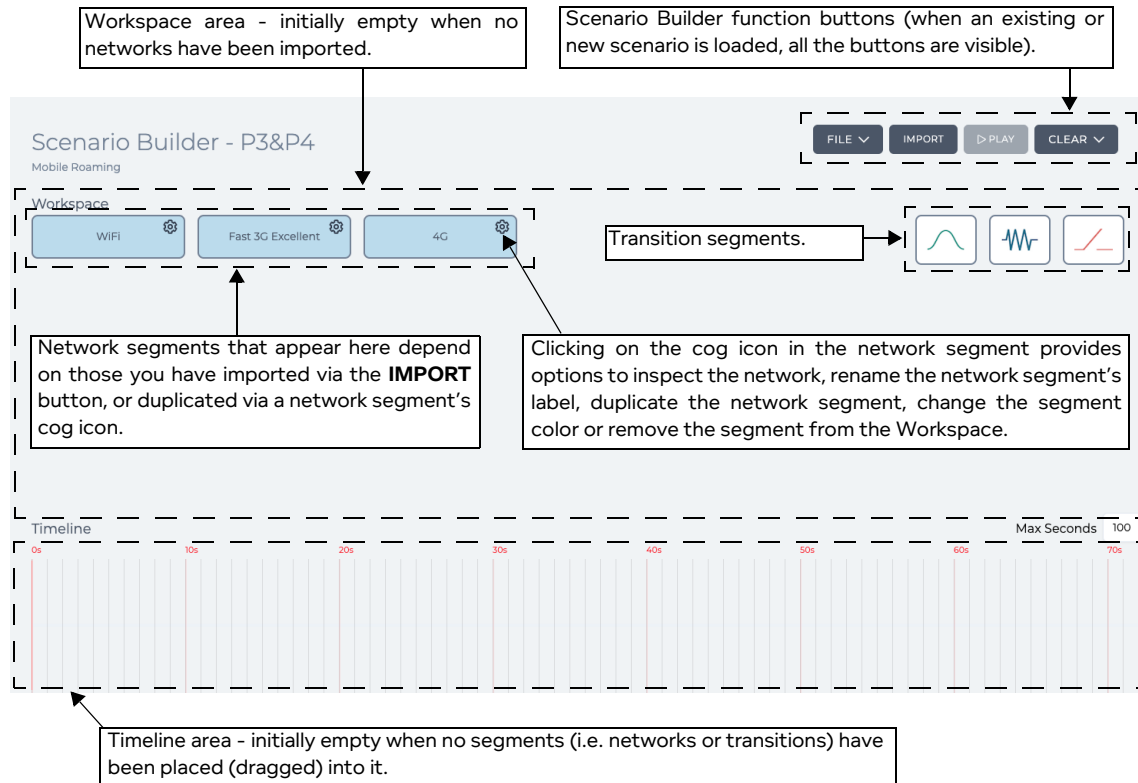 Workspace area - initially empty when no
networks have been imported.
Scenario Builder function buttons (when an existing or
new scenario is loaded, all the buttons are visible).
Scenario Builder - P3&P4
Mobile Roaming
FILE
IMPORT
PLAY
CLEAR
Workspace
WiFi
Fast 3G Excellent
4G
Transition segments.
Network segments that appear here depend
on those you have imported via the IMPORT
button, or duplicated via a network segment's
cog icon.
Clicking on the cog icon in the network segment provides
options to inspect the network, rename the network segment's
label, duplicate the network segment, change the segment
color or remove the segment from the Workspace.
Timeline
Max Seconds 100
0s 10s 20s 30s 40s 50s 60s 70s
Timeline area - initially empty when no segments (i.e. networks or transitions) have
been placed (dragged) into it.